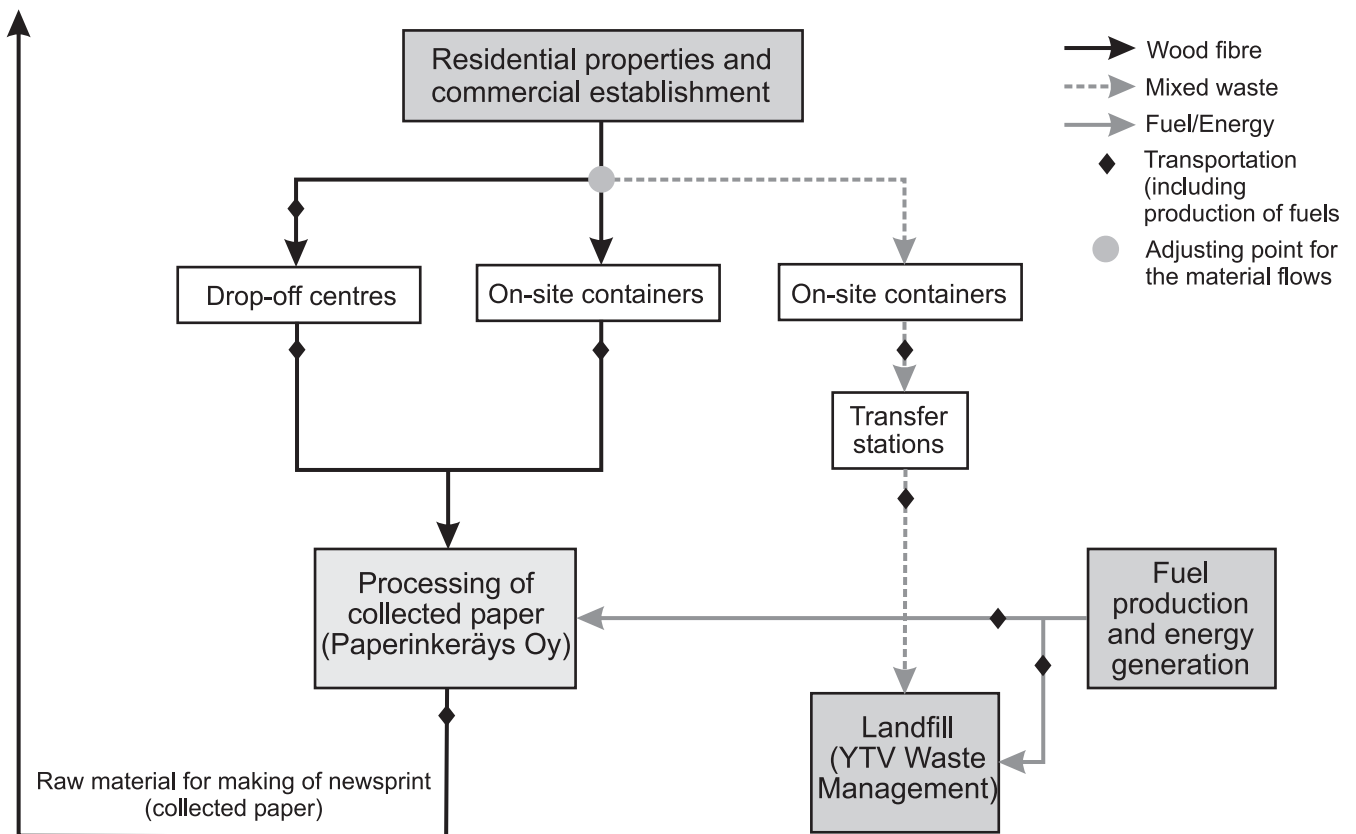 Residential properties and
commercial establishment
Wood fibre
Mixed waste
Fuel/Energy
Transportation
(including
production of fuels
Adjusting point for
the material flows
Drop-off centres
On-site containers
On-site containers
Transfer
stations
Processing of
collected paper
(Paperinkeräys Oy)
Fuel
production
and energy
generation
Landfill
(YTV Waste
Management)
Raw material for making of newsprint
(collected paper)